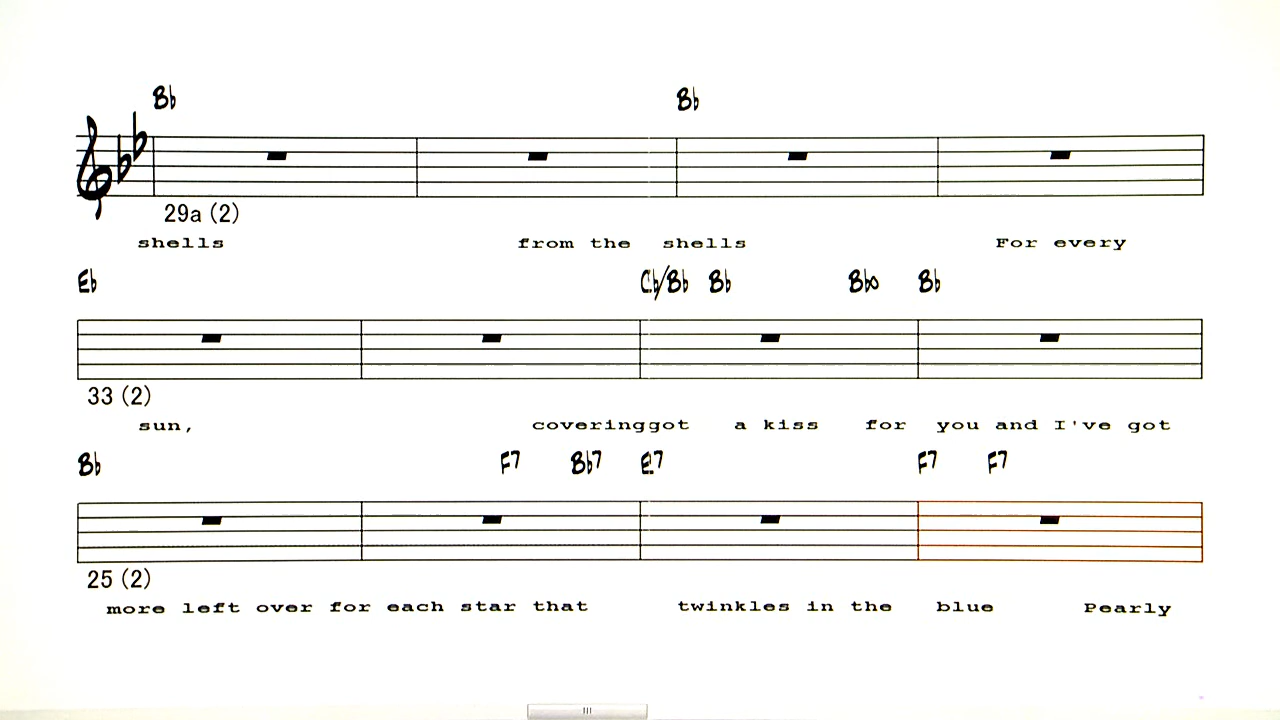 Bb Bb
29a (2)
shells from the shells For every
Eb Cb/Bb Bb Bbo Bb
33 (2)
sun, coveringgot a kiss for you and I've got
Bb F7 Bb7 E7 F7 F7
25 (2)
more left over for each star that twinkles in the blue Pearly